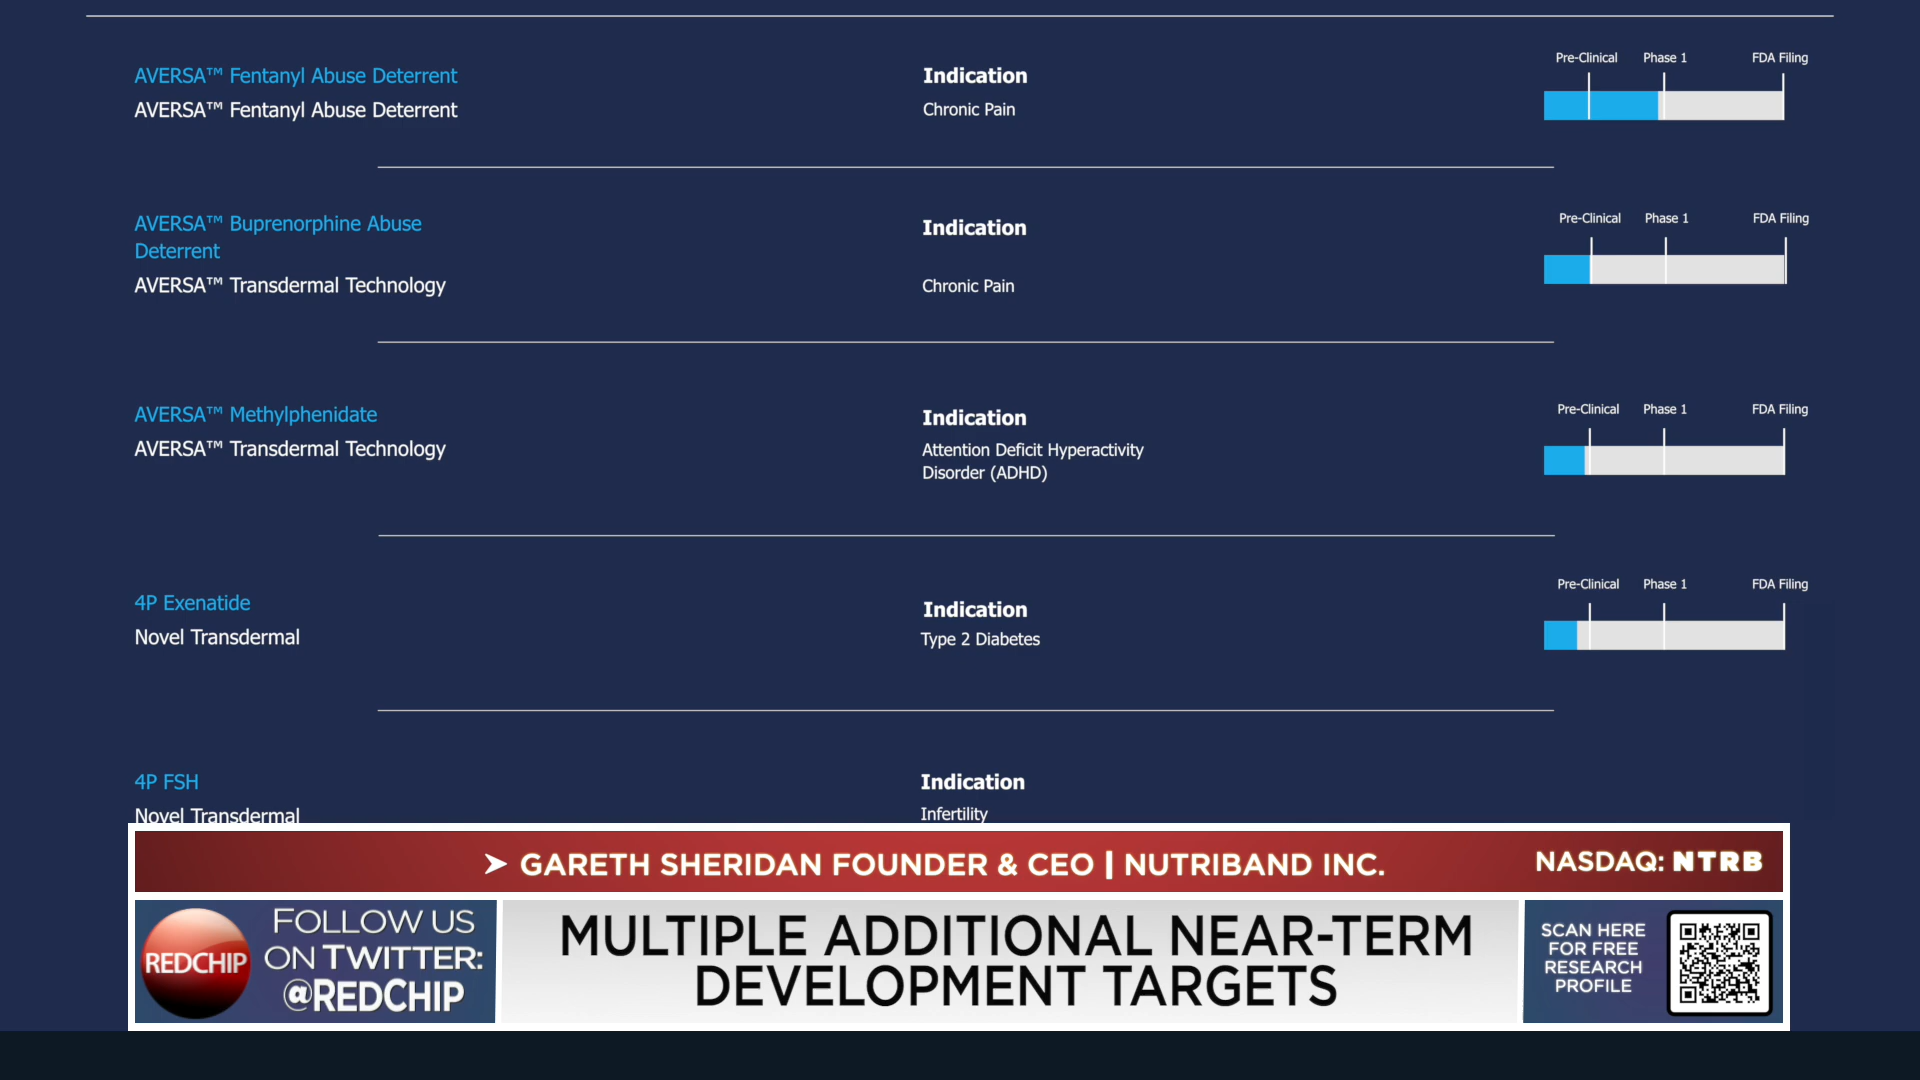 Pre-Clinical Phase 1 FDA Filing
AVERSA™ Fentanyl Abuse Deterrent
Indication
AVERSA™ Fentanyl Abuse Deterrent
Chronic Pain
Pre-Clinical Phase 1 FDA Filing
AVERSA™ Buprenorphine Abuse
Deterrent
Indication
AVERSA™ Transdermal Technology
Chronic Pain
Pre-Clinical Phase 1 FDA Filing
AVERSA™ Methylphenidate
Indication
AVERSA™ Transdermal Technology
Attention Deficit Hyperactivity
Disorder (ADHD)
Pre-Clinical Phase 1 FDA Filing
4P Exenatide
Indication
Novel Transdermal
Type 2 Diabetes
4P FSH
Indication
Novel Transdermal
Infertility
➤ GARETH SHERIDAN FOUNDER & CEO | NUTRIBAND INC.
NASDAQ: NTRB
REDCHIP
FOLLOW US
ON TWITTER:
@REDCHIP
MULTIPLE ADDITIONAL NEAR-TERM
DEVELOPMENT TARGETS
SCAN HERE
FOR FREE
RESEARCH
PROFILE